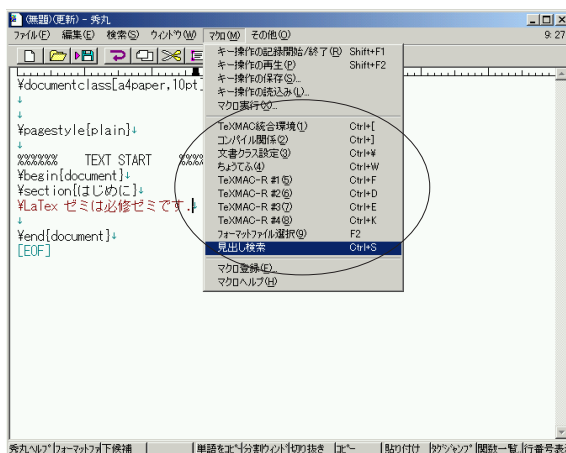 (無題)(更新) - 秀丸
ファイル(F) 編集(E) 検索(S) ウィンドウ(W) マクロ(M) その他(O) 9: 27
キー操作の記録開始/終了(R) Shift+F1
キー操作の再生(P) Shift+F2
キー操作の保存(S)...
キー操作の読込み(L)...
マクロ実行(X)...
TeXMAC統合環境(1) Ctrl+[
コンパイル関係(2) Ctrl+]
文書クラス設定(3) Ctrl+¥
ちょうてふ(4) Ctrl+W
TeXMAC-R #1(5) Ctrl+F
TeXMAC-R #2(6) Ctrl+D
TeXMAC-R #3(7) Ctrl+E
TeXMAC-R #4(8) Ctrl+K
フォーマットファイル選択(9) F2
見出し検索 Ctrl+S
マクロ登録(E)...
マクロヘルプ(H)
¥documentclass[a4paper,10pt
↓
↓
¥pagestyle{plain}↓
↓
%%%%%% TEXT START %%%%
¥begin{document}↓
¥section{はじめに}↓
¥LaTex ゼミは必修ゼミです.↓
↓
¥end{document}↓
[EOF]
秀丸ヘルプ フォーマットファ 下候補 単語をコピー 分割ウィンド 切り抜き コピー 貼り付け タグジャンプ 関数一覧 行番号表示